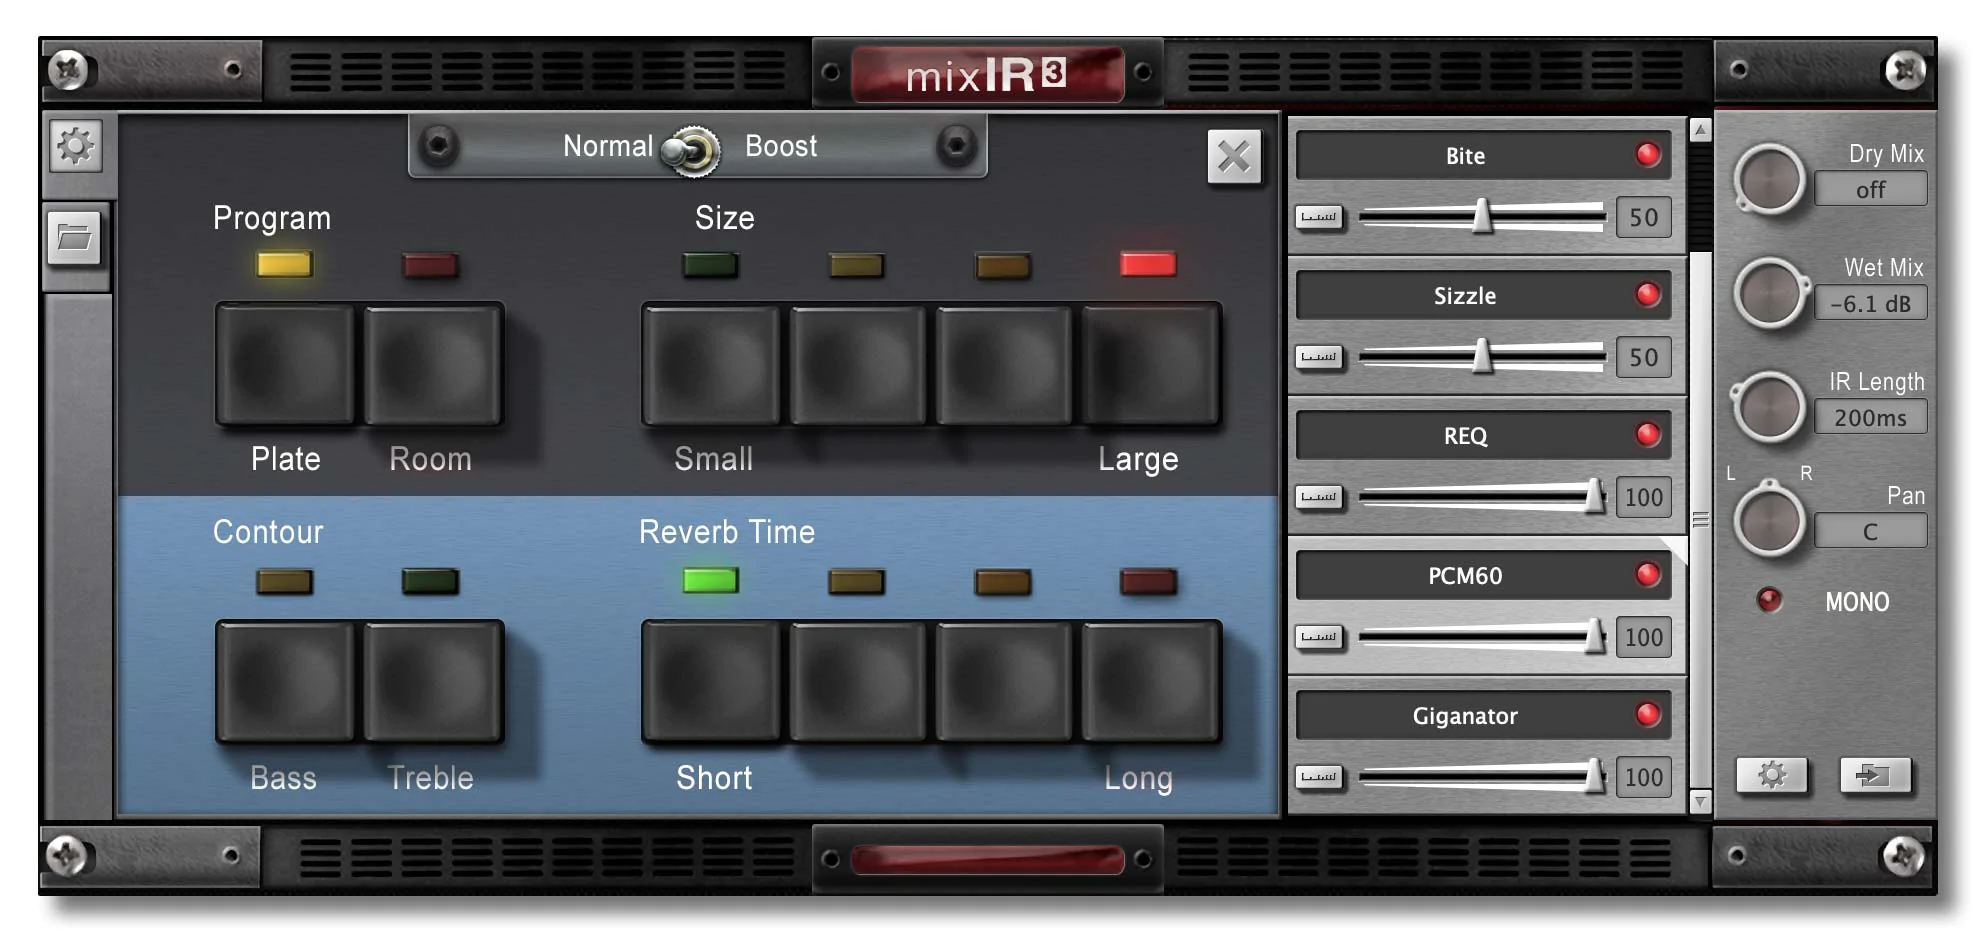 mixIR3
Normal Boost
Program
Size
Plate
Room
Small
Large
Contour
Reverb Time
Bass
Treble
Short
Long
Bite
50
Sizzle
50
REQ
100
PCM60
100
Giganator
100
Dry Mix
off
Wet Mix
-6.1 dB
IR Length
200ms
L R
Pan
C
MONO